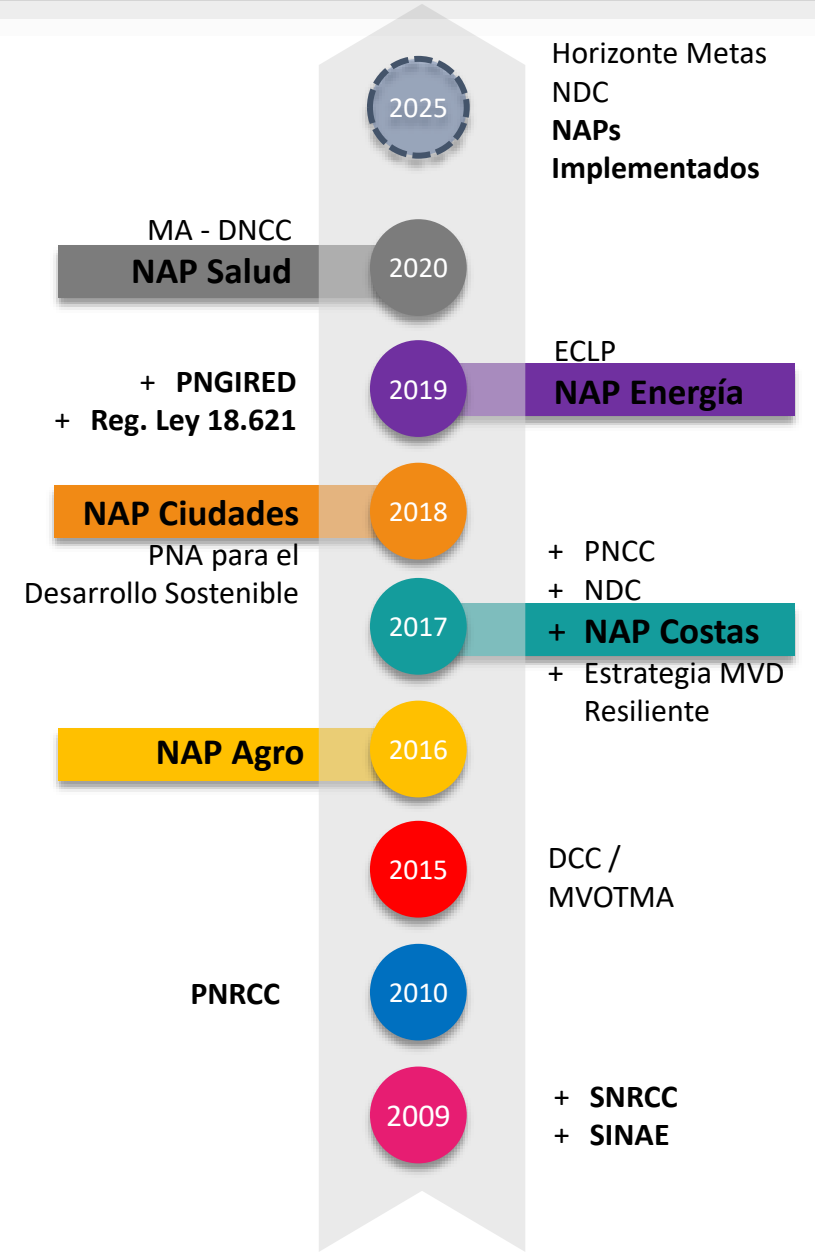 2025
Horizonte Metas
NDC
NAPs
Implementados
MA - DNCC
NAP Salud
2020
+ PNGIRED
+ Reg. Ley 18.621
2019
ECLP
NAP Energía
NAP Ciudades
PNA para el
Desarrollo Sostenible
2018
2017
+ PNCC
+ NDC
+ NAP Costas
+ Estrategia MVD
Resiliente
NAP Agro
2016
2015
DCC /
MVOTMA
PNRCC
2010
2009
+ SNRCC
+ SINAE